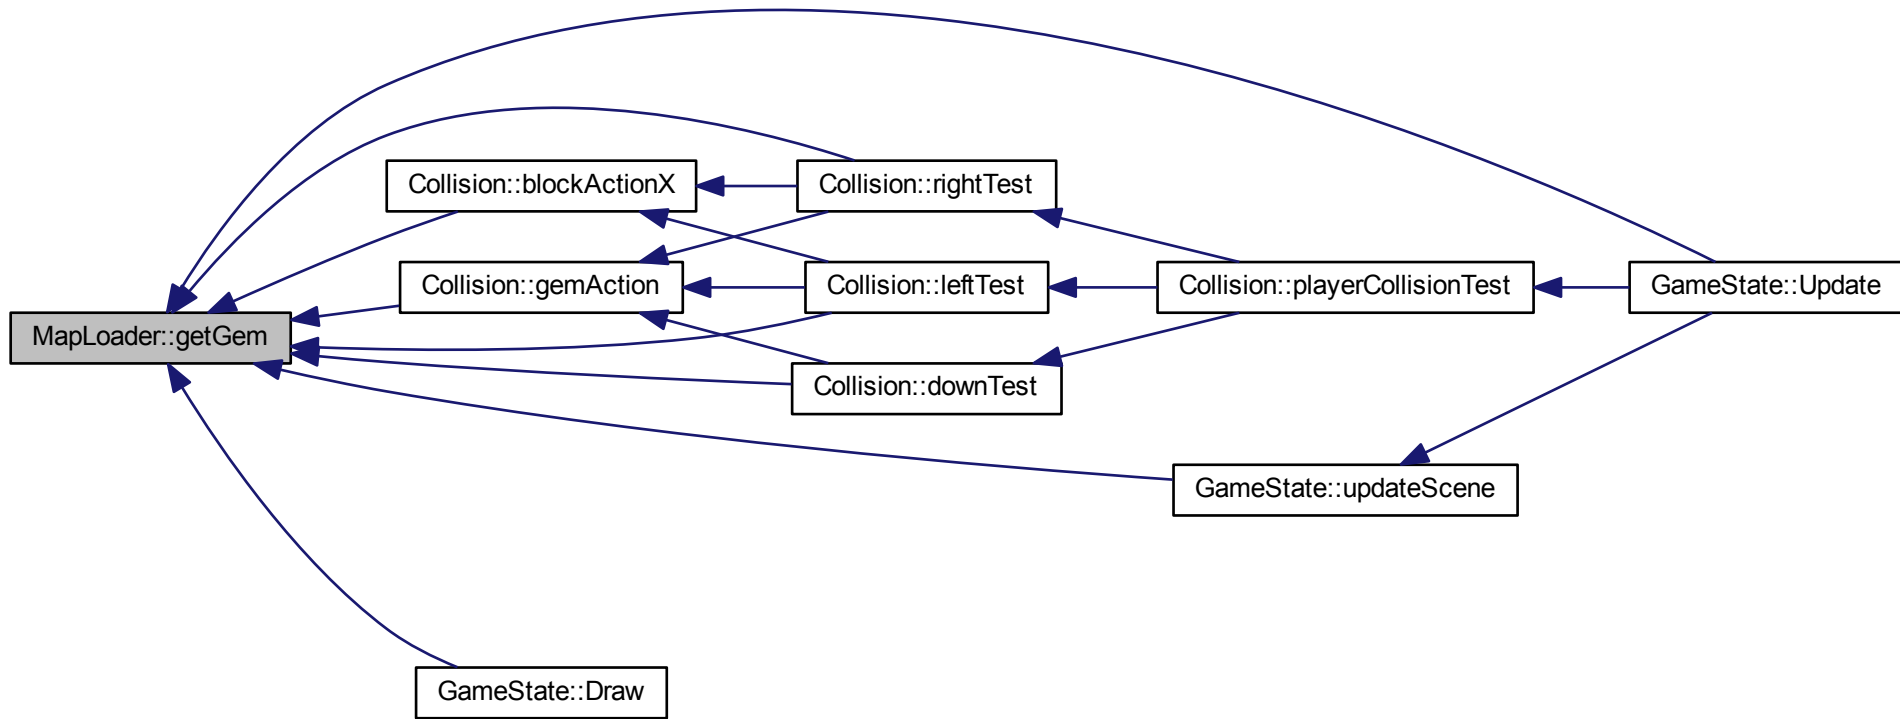 Collision::blockActionX
Collision::rightTest
Collision::gemAction
Collision::leftTest
Collision::playerCollisionTest
GameState::Update
MapLoader::getGem
Collision::downTest
GameState::updateScene
GameState::Draw